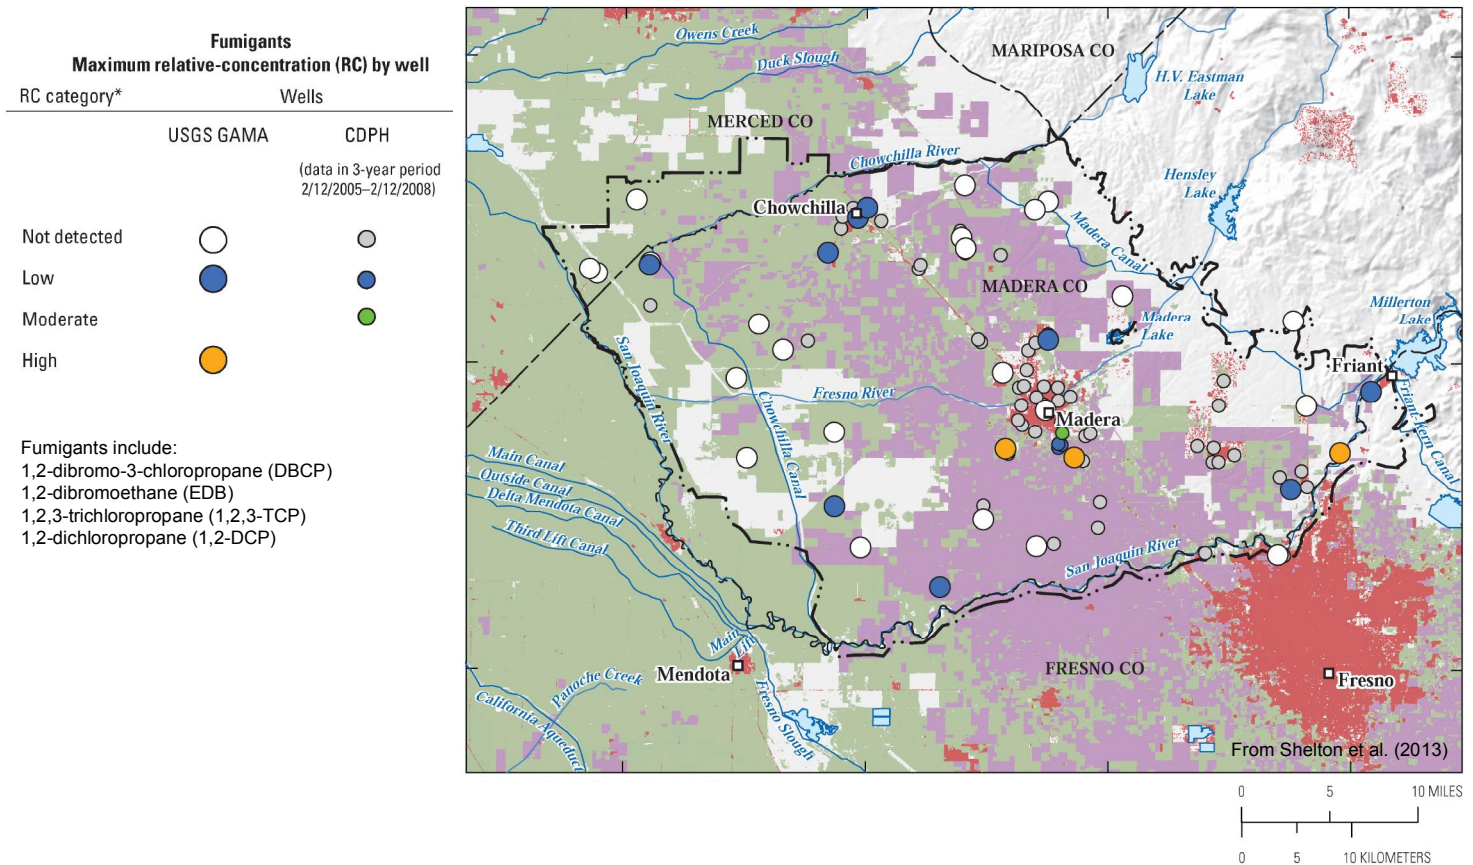 Fumigants
Maximum relative-concentration (RC) by well
RC category*
Wells
USGS GAMA
CDPH
(data in 3-year period
2/12/2005–2/12/2008)
Not detected
Low
Moderate
High
Fumigants include:
1,2-dibromo-3-chloropropane (DBCP)
1,2-dibromoethane (EDB)
1,2,3-trichloropropane (1,2,3-TCP)
1,2-dichloropropane (1,2-DCP)
Owens Creek
Duck Slough
MARIPOSA CO
H.V. Eastman
Lake
MERCED CO
Chowchilla River
Hensley
Lake
Chowchilla
Madera Canal
MADERA CO
Madera
Lake
Millerton
Lake
San Joaquin River
Friant
Fresno River
Chowchilla Canal
Madera
Friant-Kern Canal
Main Canal
Outside Canal
Delta Mendota Canal
Third Lift Canal
San Joaquin River
Main
Lift
Mendota
FRESNO CO
Fresno
Panoche Creek
Fresno Slough
California Aqueduct
From Shelton et al. (2013)
0 5 10 MILES
0 5 10 KILOMETERS